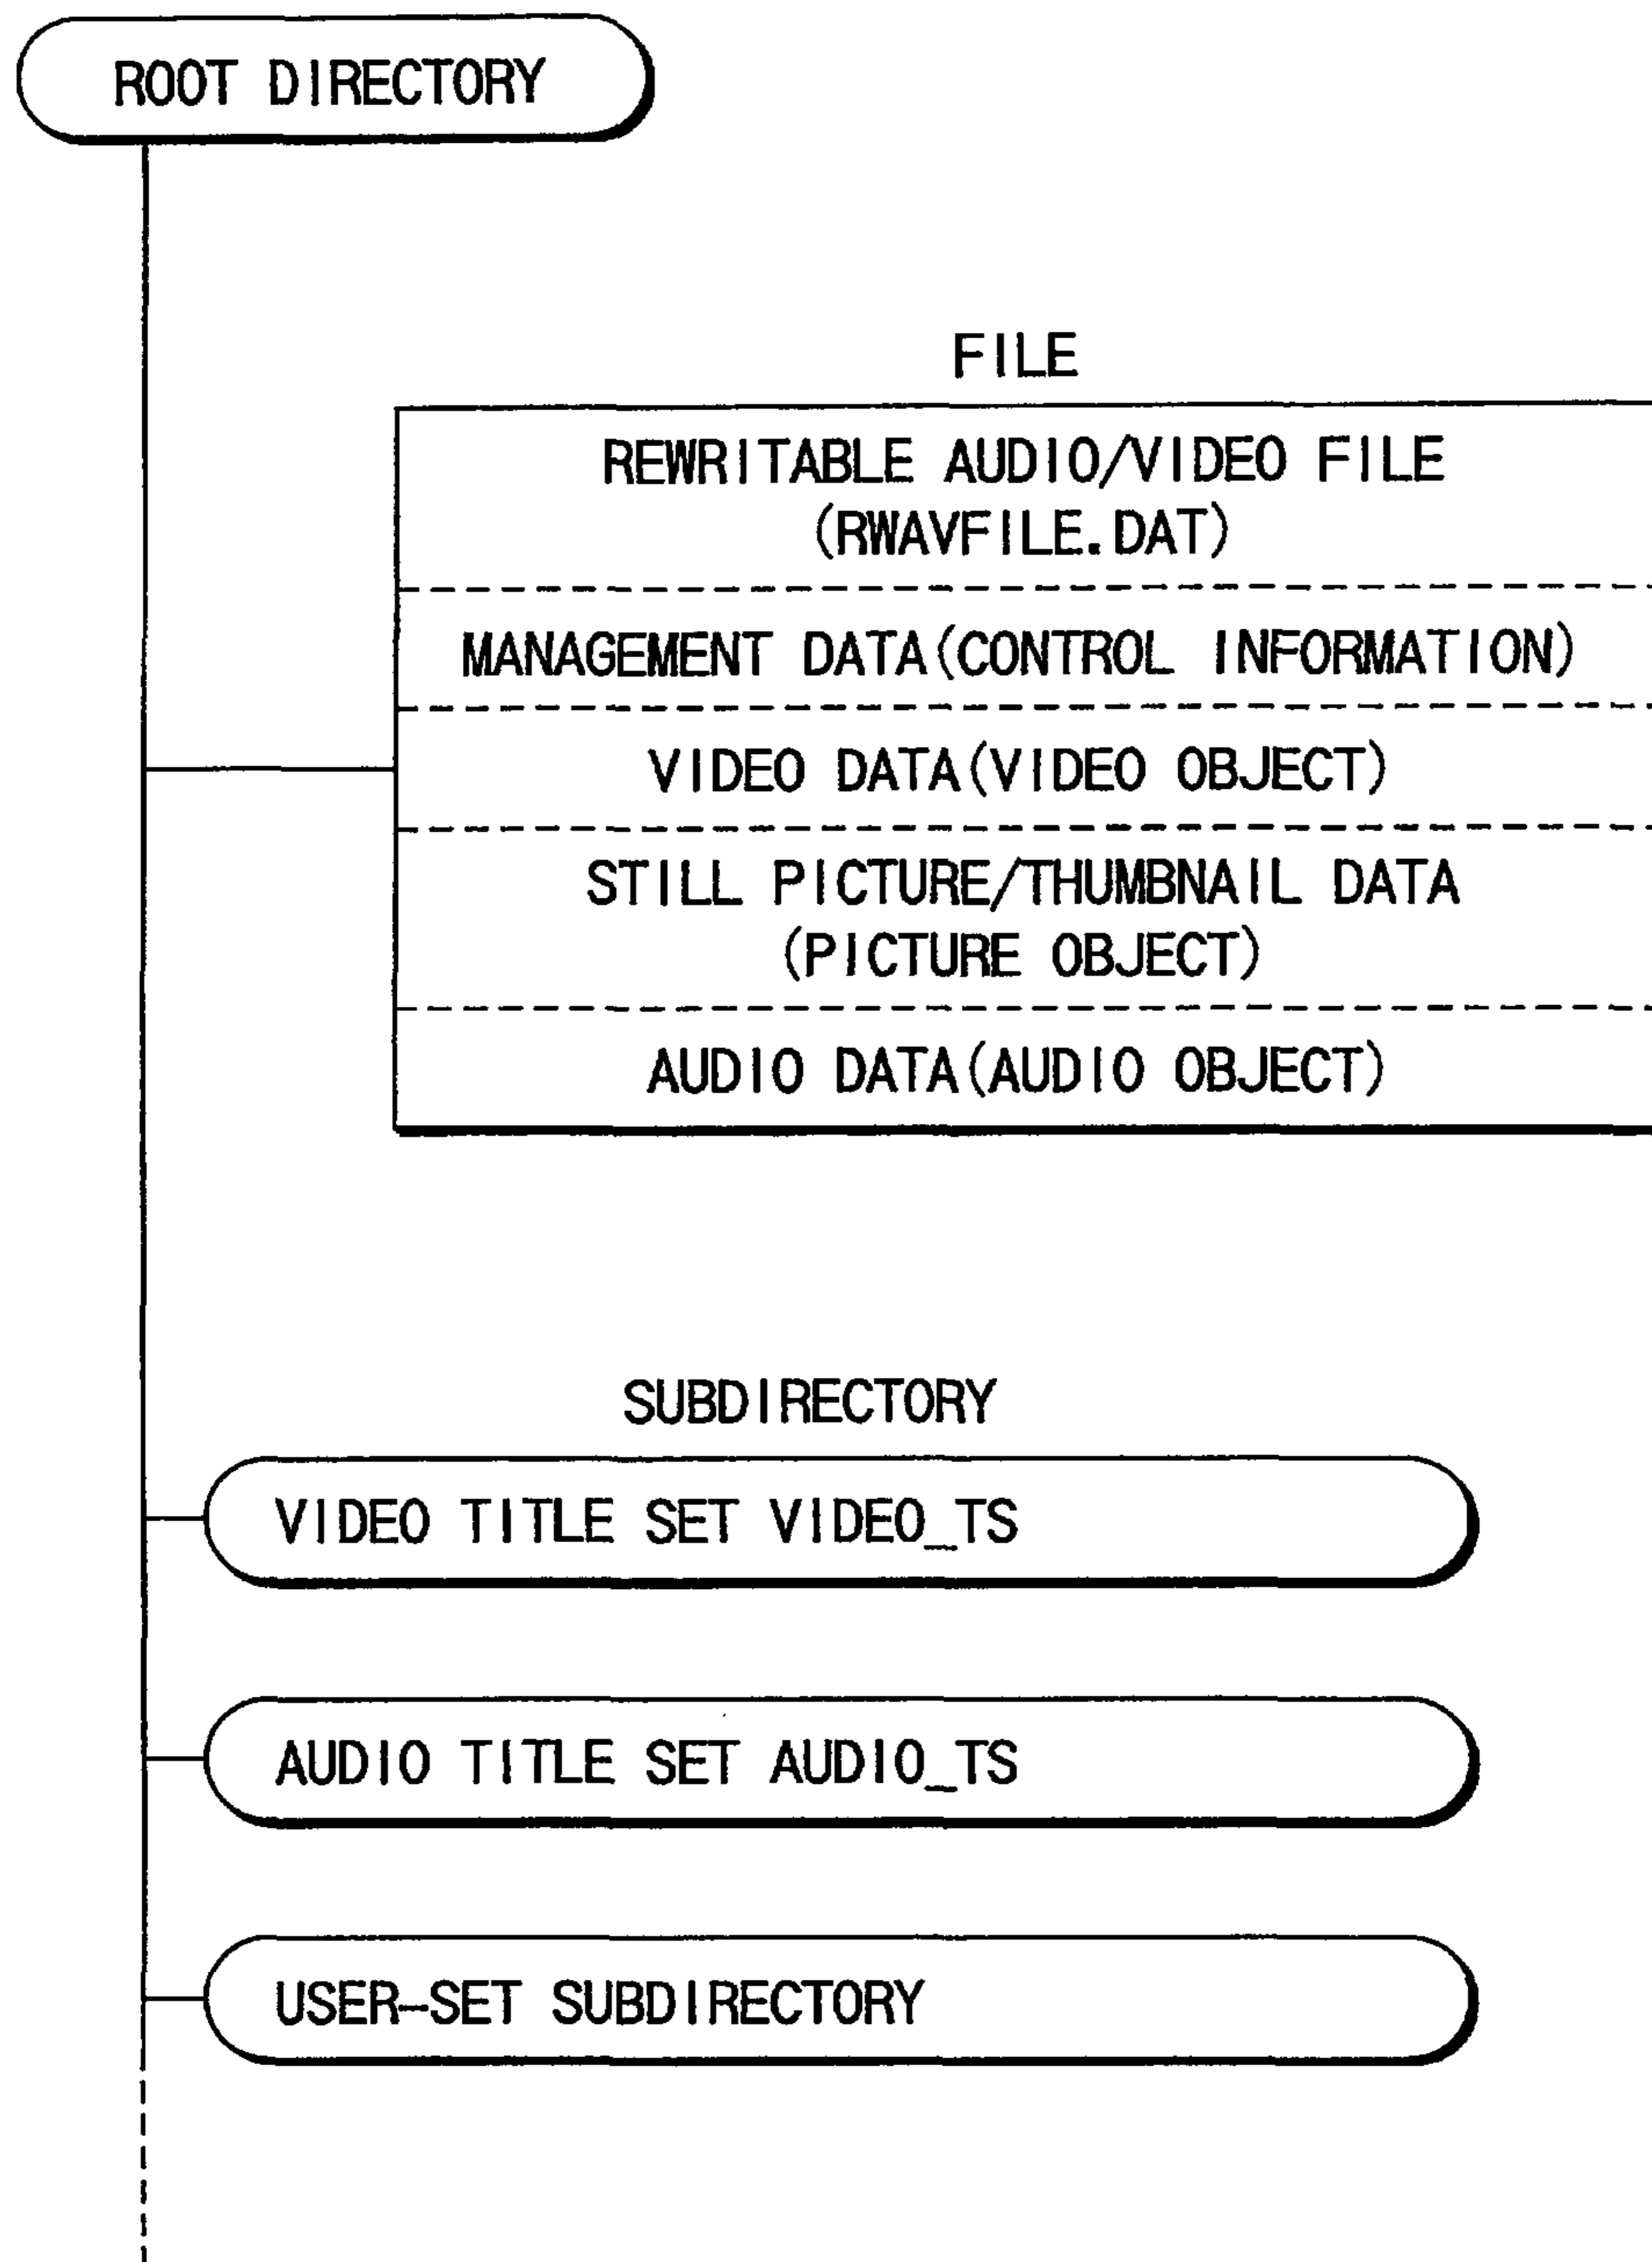 ROOT DIRECTORY
FILE
REWRITABLE AUDIO/VIDEO FILE
(RWAVFILE.DAT)
MANAGEMENT DATA(CONTROL INFORMATION)
VIDEO DATA(VIDEO OBJECT)
STILL PICTURE/THUMBNAIL DATA
(PICTURE OBJECT)
AUDIO DATA(AUDIO OBJECT)
SUBDIRECTORY
VIDEO TITLE SET VIDEO_TS
AUDIO TITLE SET AUDIO_TS
USER-SET SUBDIRECTORY